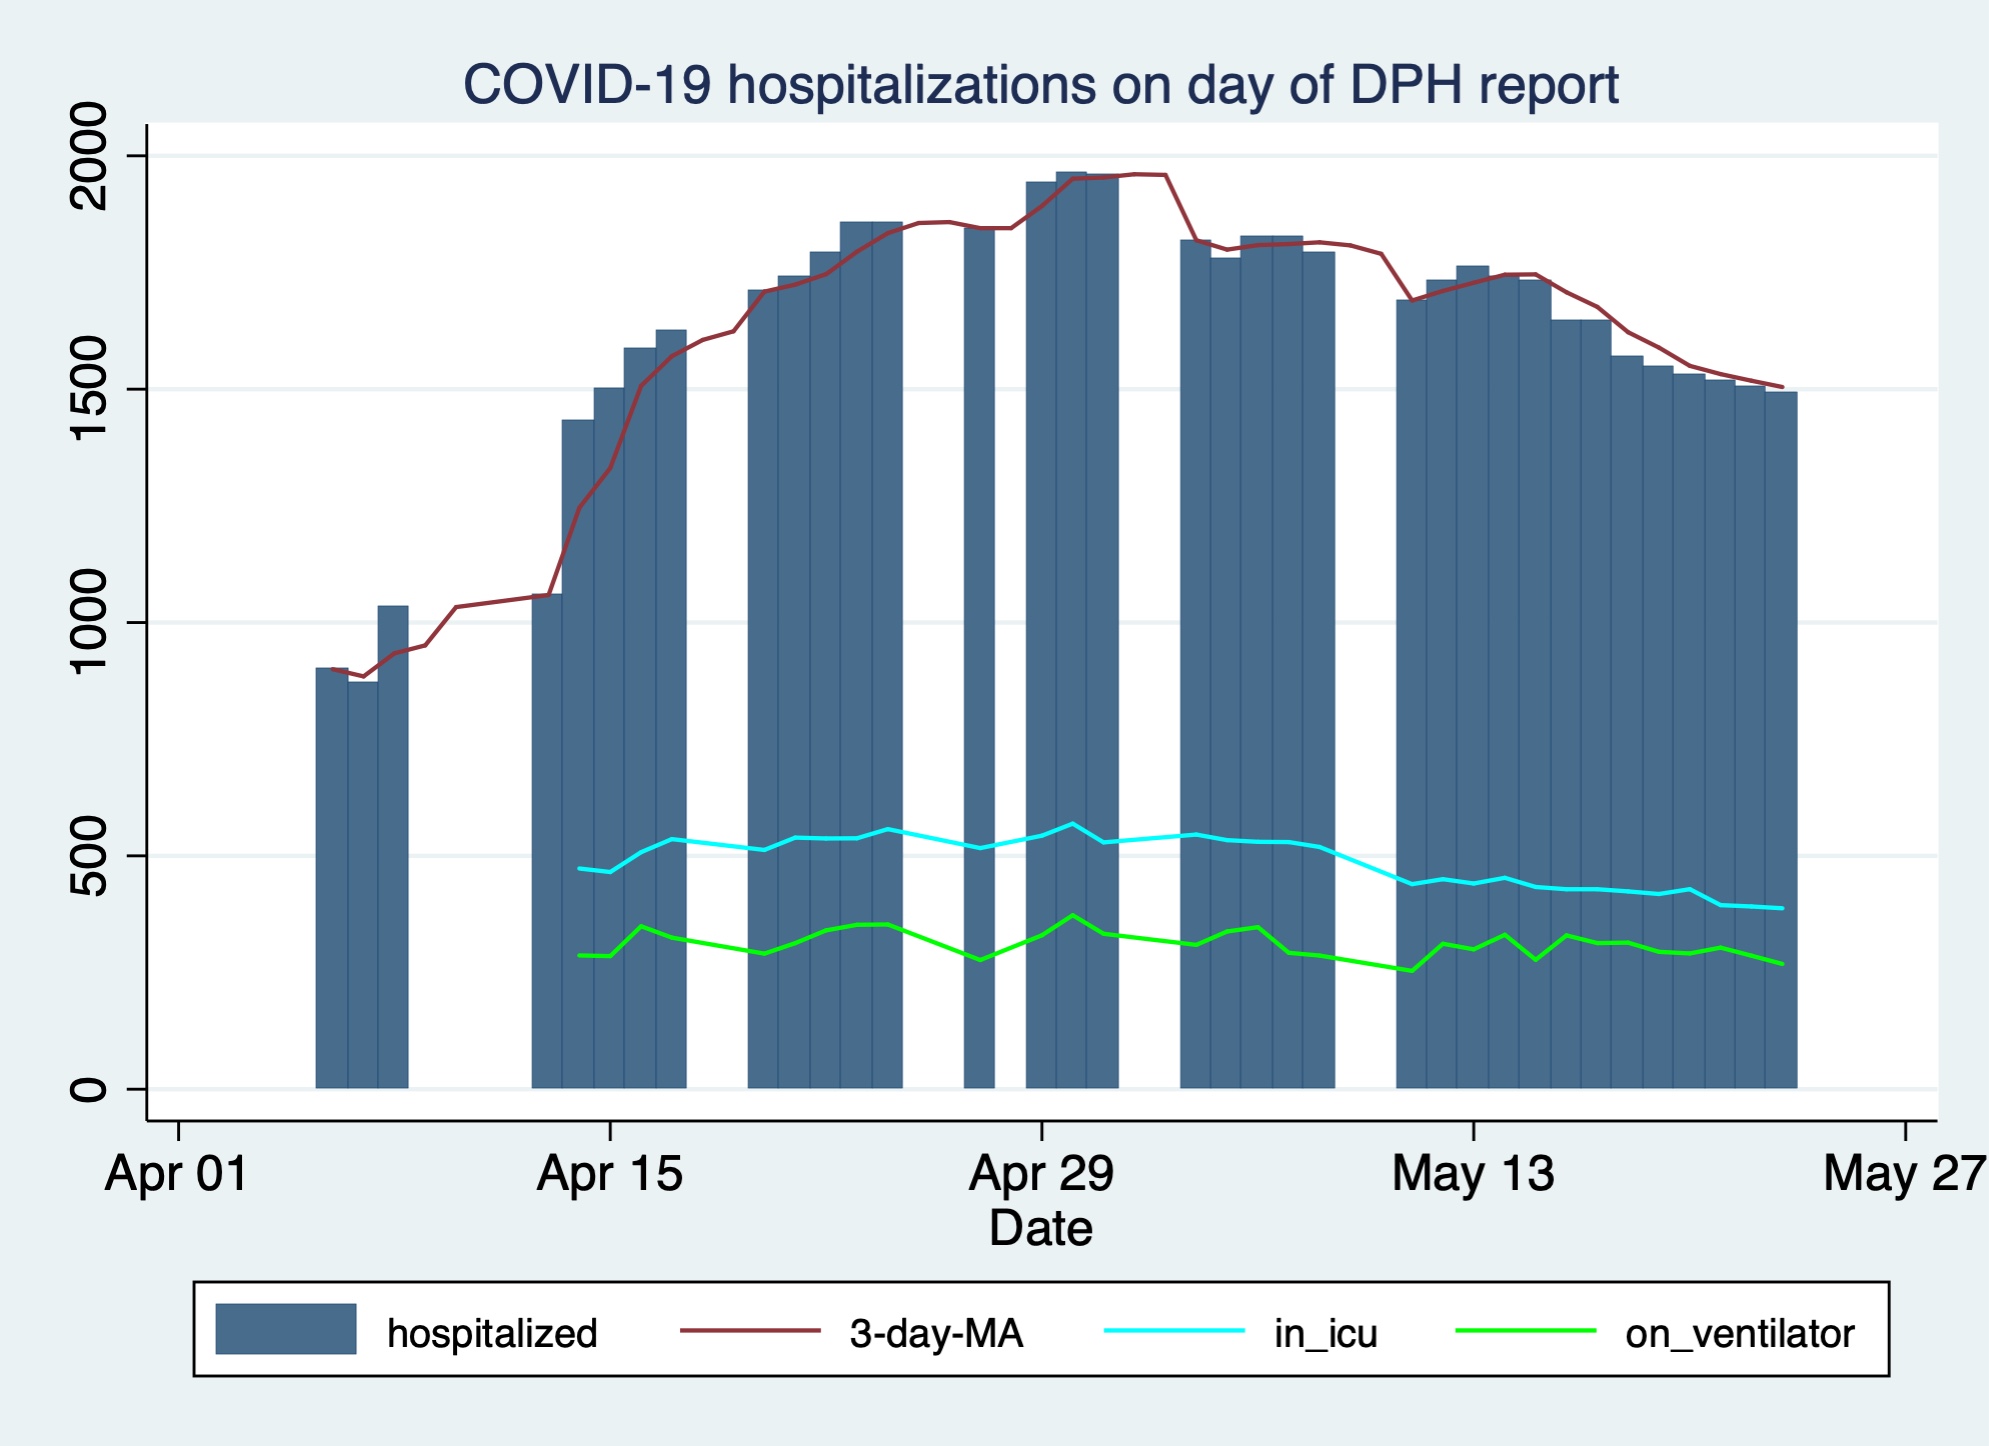 COVID-19 hospitalizations on day of DPH report
2000
1500
1000
500
0
Apr 01 Apr 15 Apr 29 May 13 May 27
Date
hospitalized 3-day-MA in_icu on_ventilator